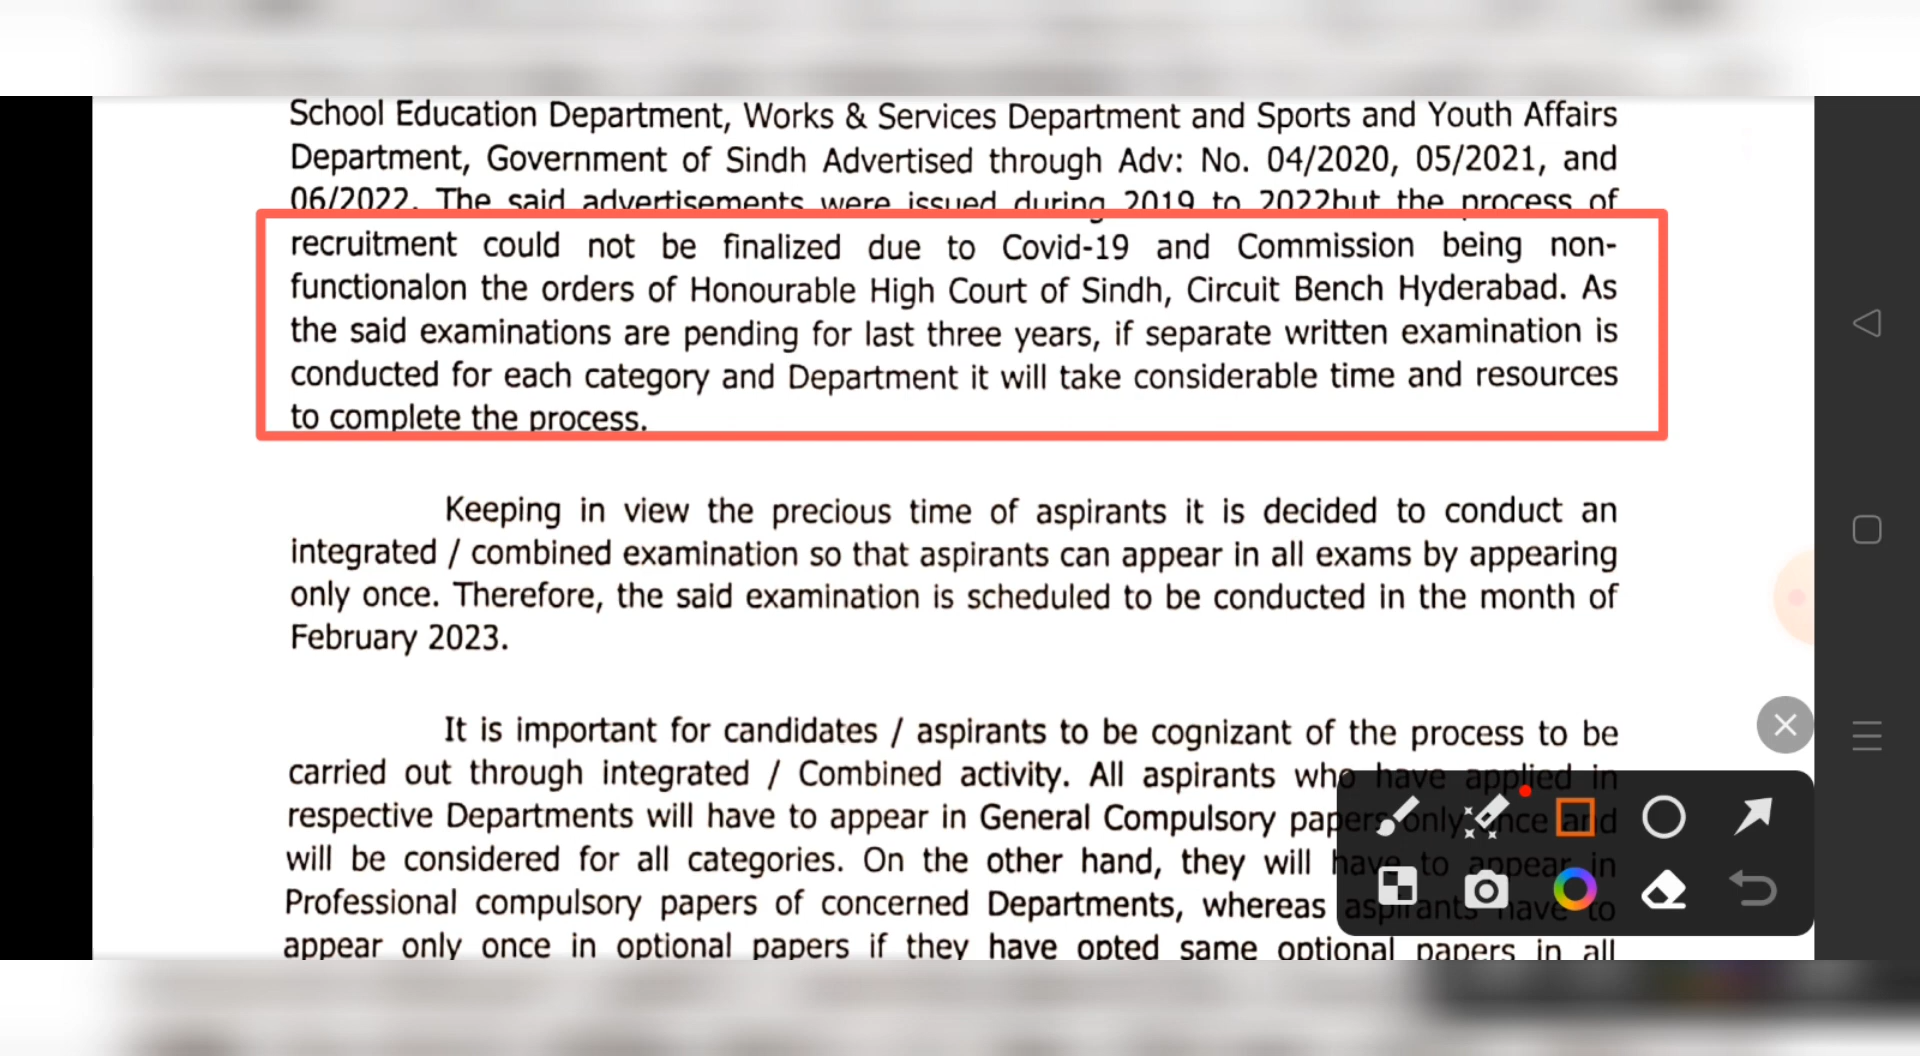 School Education Department, Works & Services Department and Sports and Youth Affairs
Department, Government of Sindh Advertised through Adv: No. 04/2020, 05/2021, and
06/2022. The said advertisements were issued during 2019 to 2022but the process of
recruitment could not be finalized due to Covid-19 and Commission being non-
functionalon the orders of Honourable High Court of Sindh, Circuit Bench Hyderabad. As
the said examinations are pending for last three years, if separate written examination is
conducted for each category and Department it will take considerable time and resources
to complete the process.
Keeping in view the precious time of aspirants it is decided to conduct an
integrated / combined examination so that aspirants can appear in all exams by appearing
only once. Therefore, the said examination is scheduled to be conducted in the month of
February 2023.
It is important for candidates / aspirants to be cognizant of the process to be
carried out through integrated / Combined activity. All aspirants who have applied in
respective Departments will have to appear in General Compulsory papers only once and
will be considered for all categories. On the other hand, they will have to appear in
Professional compulsory papers of concerned Departments, whereas aspirants have to
appear only once in optional papers if they have opted same optional papers in all